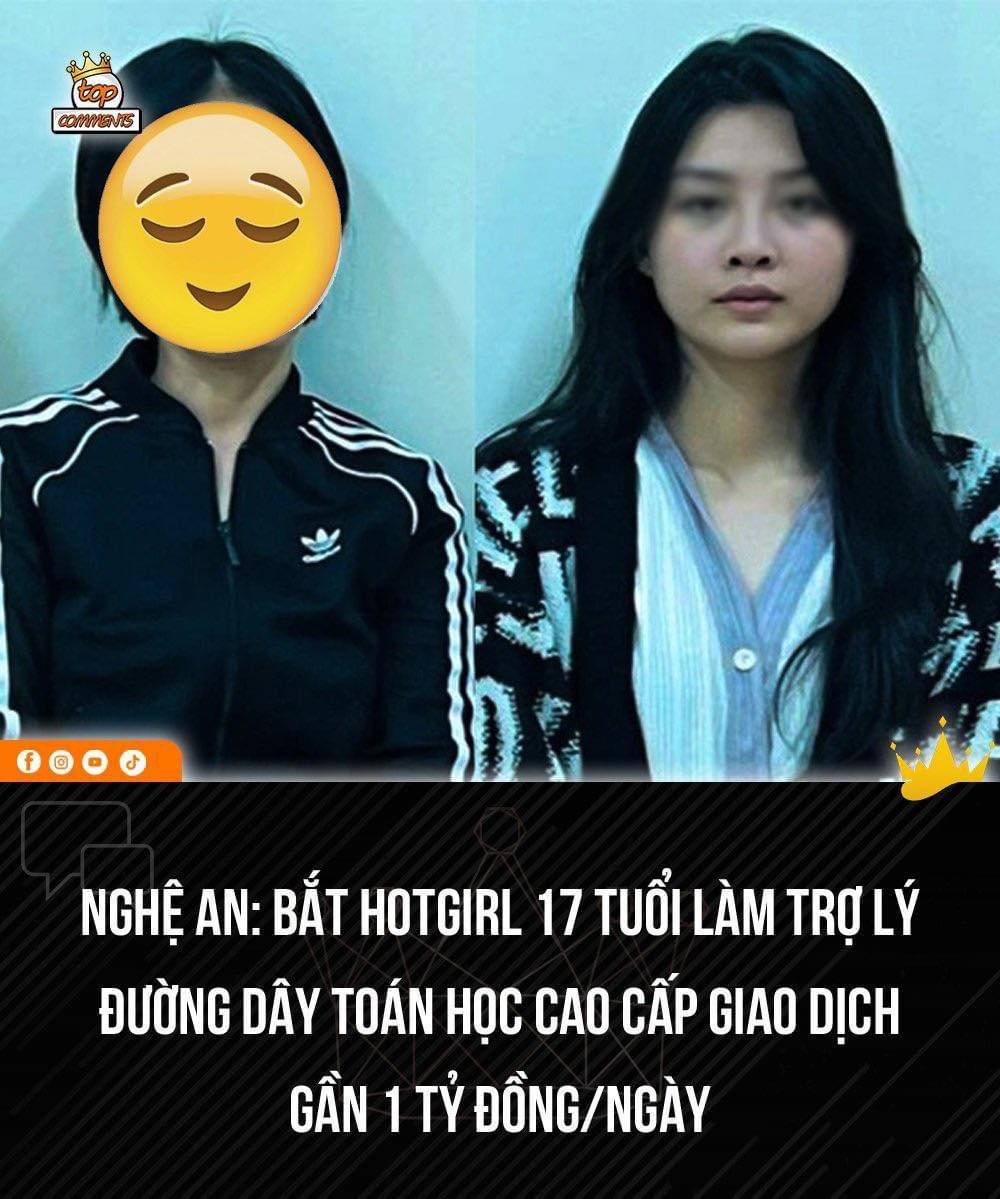 top
COMMENTS
NGHỆ AN: BẮT HOTGIRL 17 TUỔI LÀM TRỢ LÝ
ĐƯỜNG DÂY TOÁN HỌC CAO CẤP GIAO DỊCH
GẦN 1 TỶ ĐỒNG/NGÀY